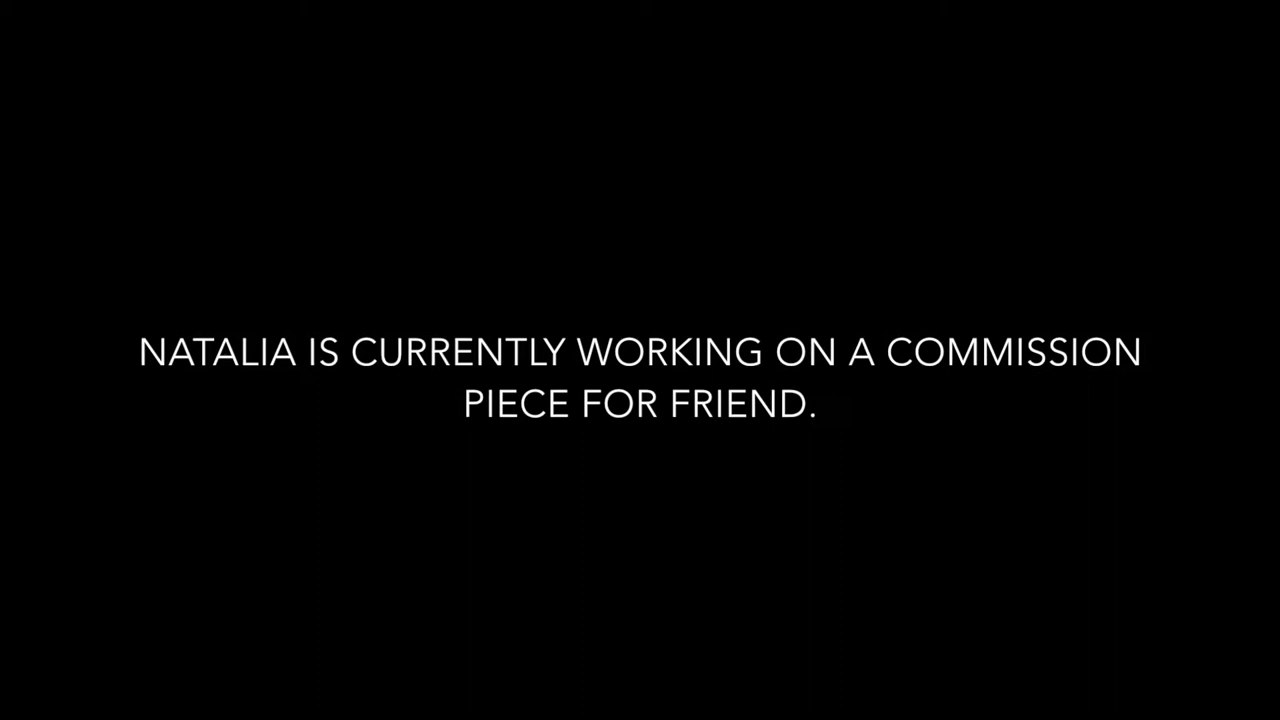 NATALIA IS CURRENTLY WORKING ON A COMMISSION
PIECE FOR FRIEND.